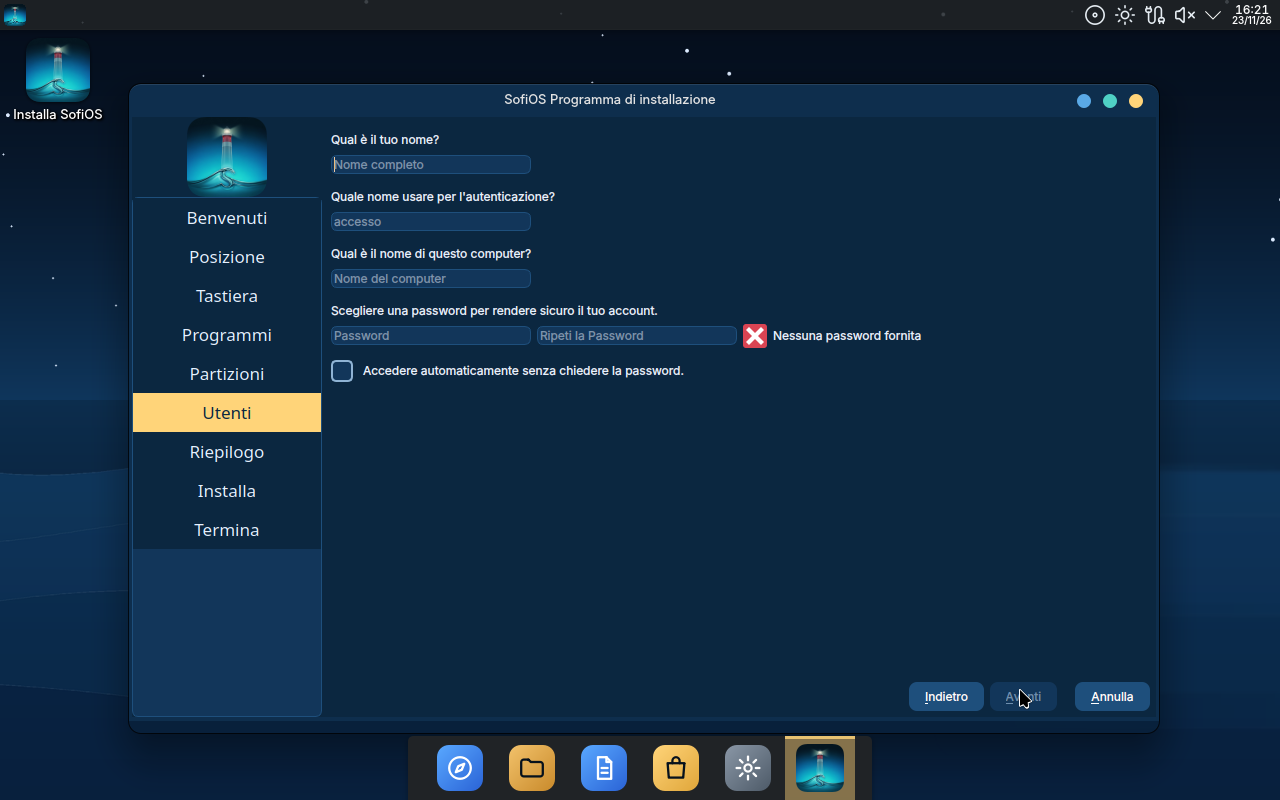 16:21
23/11/26
Installa SofiOS
SofiOS Programma di installazione
Benvenuti
Posizione
Tastiera
Programmi
Partizioni
Utenti
Riepilogo
Installa
Termina
Qual è il tuo nome?
Nome completo
Quale nome usare per l'autenticazione?
accesso
Qual è il nome di questo computer?
Nome del computer
Scegliere una password per rendere sicuro il tuo account.
Password Ripeti la Password Nessuna password fornita
Accedere automaticamente senza chiedere la password.
Indietro Avanti Annulla